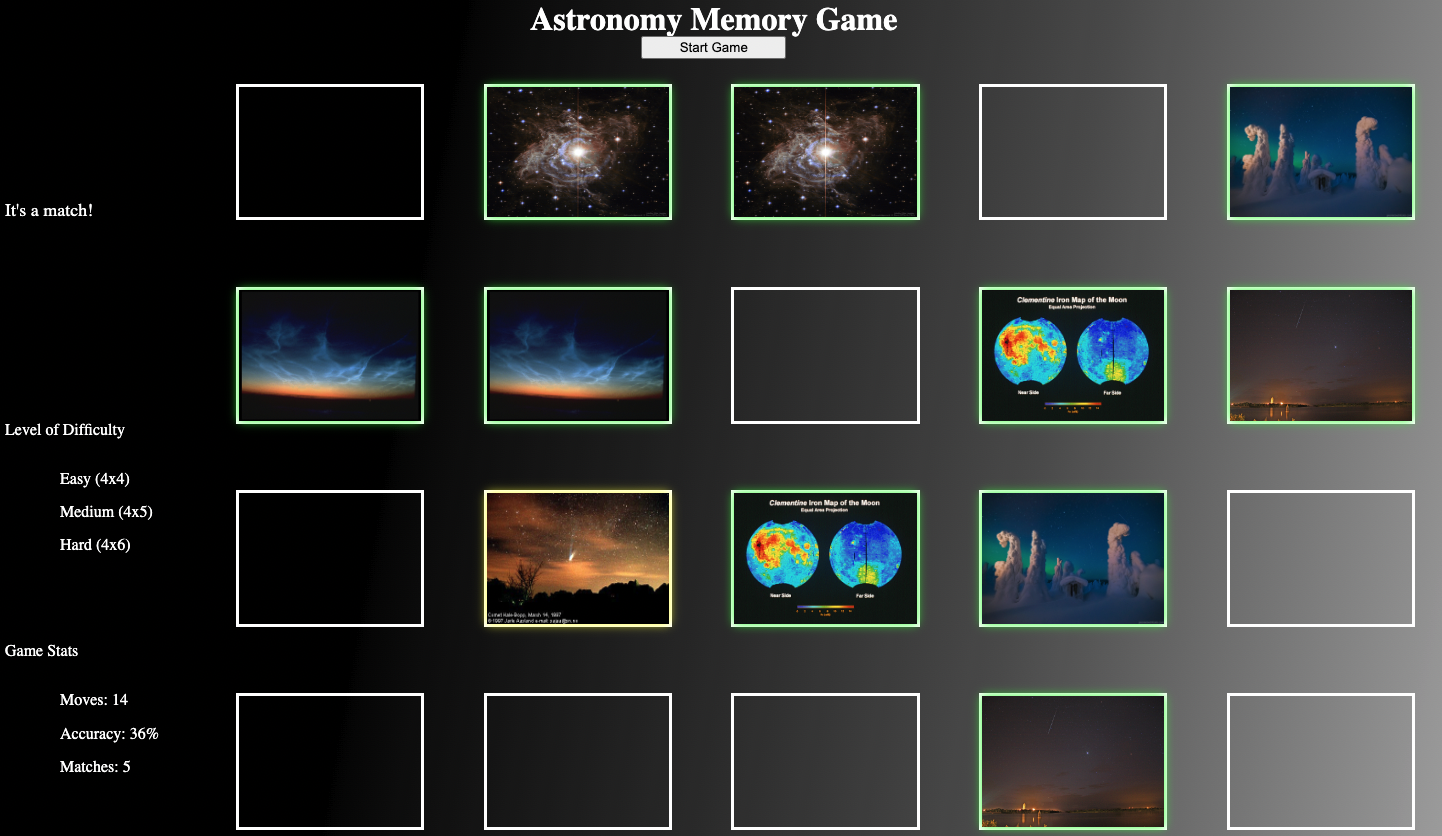 Astronomy Memory Game
Start Game
It's a match!
Clementine Iron Map of the Moon
Equal Area Projection
Near Side
Far Side
Level of Difficulty
Easy (4x4)
Medium (4x5)
Hard (4x6)
Clementine Iron Map of the Moon
Equal Area Projection
Near Side
Far Side
Comet Hale-Bopp, March 14, 1997
Game Stats
Moves: 14
Accuracy: 36%
Matches: 5